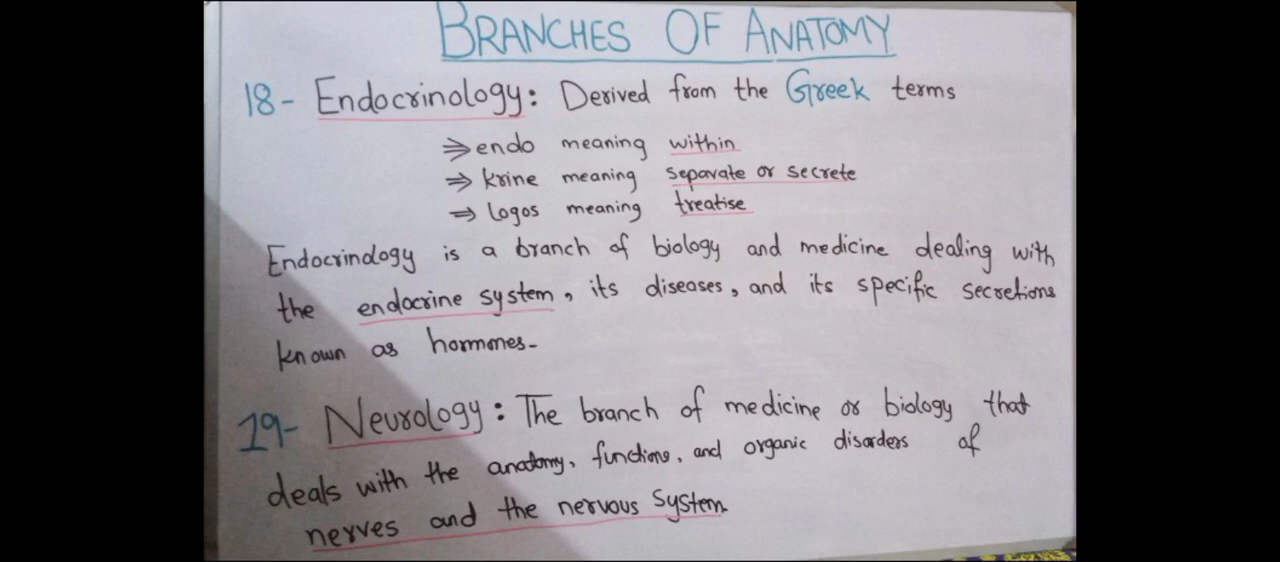 BRANCHES OF ANATOMY
18- Endocrinology: Derived from the Greek terms
⇒ endo meaning within
⇒ krine meaning separate or secrete
⇒ logos meaning treatise
Endocrinology is a branch of biology and medicine dealing with
the endocrine system, its diseases, and its specific secretions
known as hormones-
19- Neurology: The branch of medicine or biology that
deals with the anatomy, functions, and organic disorders of
nerves and the nervous system.